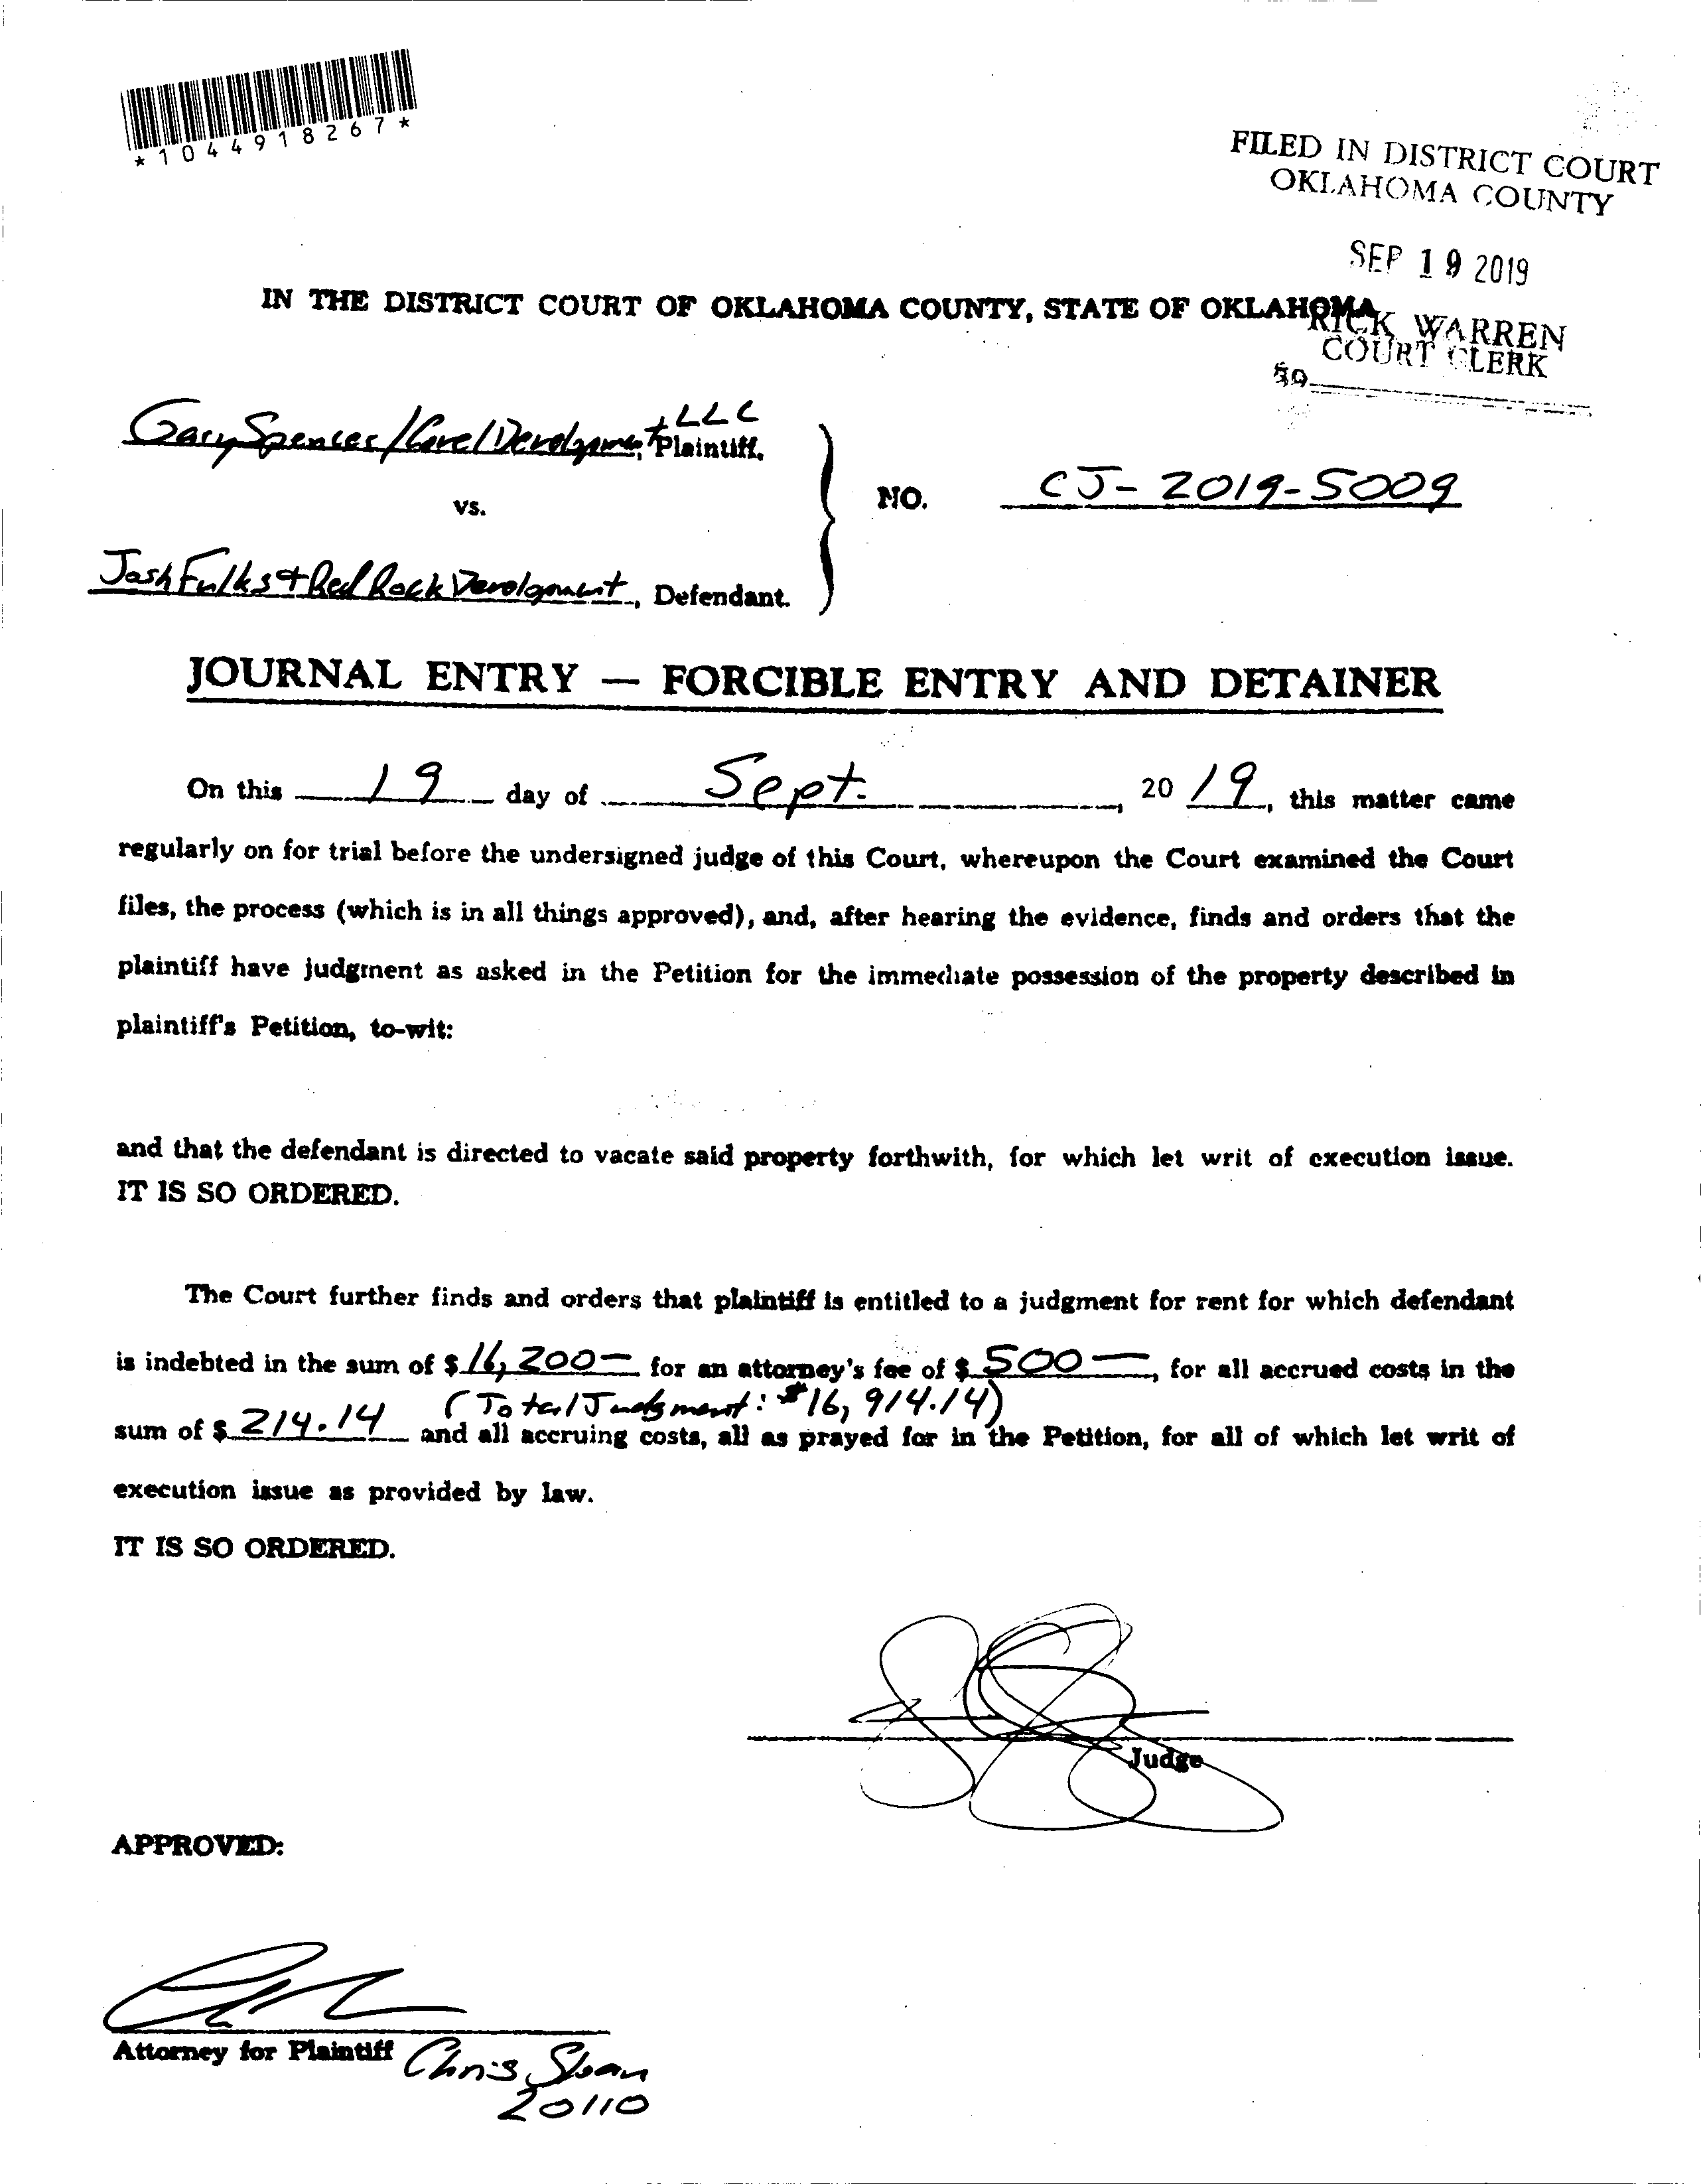 *1044918267*
FILED IN DISTRICT COURT
OKLAHOMA COUNTY
SEP 19 2019
IN THE DISTRICT COURT OF OKLAHOMA COUNTY, STATE OF OKLAHOMA
RICK WARREN
COURT CLERK
Gary Spencer / Development LLC
Plaintiff,
vs.
NO. CJ-2019-5009
Josh Fulks + Red Rock Development, Defendant.
JOURNAL ENTRY — FORCIBLE ENTRY AND DETAINER
On this 19 day of Sept. , 20 19, this matter came
regularly on for trial before the undersigned judge of this Court, whereupon the Court examined the Court
files, the process (which is in all things approved), and, after hearing the evidence, finds and orders that the
plaintiff have judgment as asked in the Petition for the immediate possession of the property described in
plaintiff's Petition, to-wit:
and that the defendant is directed to vacate said property forthwith, for which let writ of execution issue.
IT IS SO ORDERED.
The Court further finds and orders that plaintiff is entitled to a judgment for rent for which defendant
is indebted in the sum of $ 16,200— for an attorney's fee of $ 500—, for all accrued costs in the
(Total Judgment: $16,914.14)
sum of $ 214.14 and all accruing costs, all as prayed for in the Petition, for all of which let writ of
execution issue as provided by law.
IT IS SO ORDERED.
Judge
APPROVED:
Attorney for Plaintiff Chris Sloan
20110